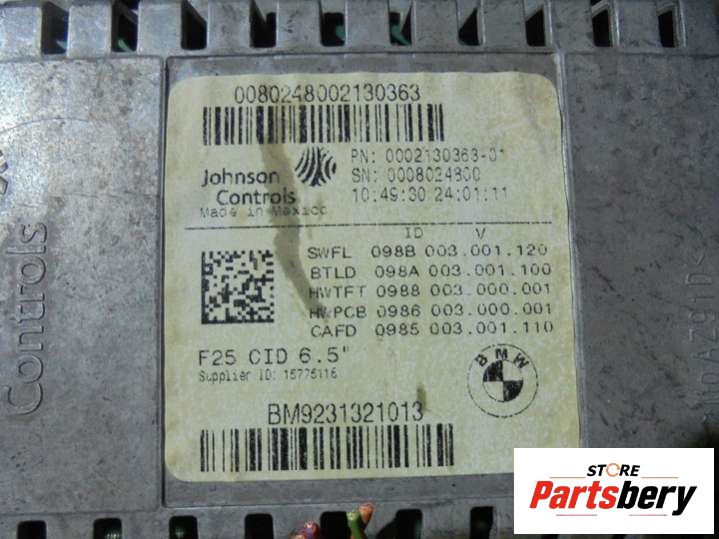 0080248002130363
Johnson
Controls
Made in Mexico
PN: 0002130363-01
SN: 0008024800
10:49:30 24:01:11
ID V
SWFL 098B 003.001.120
BTLD 098A 003.001.100
HWTFT 0988 003.000.001
HWPCB 0986 003.000.001
CAFD 0985 003.001.110
F25 CID 6.5"
Supplier ID: 15775116
BMW
BM9231321013
Controls
STORE
Partsbery